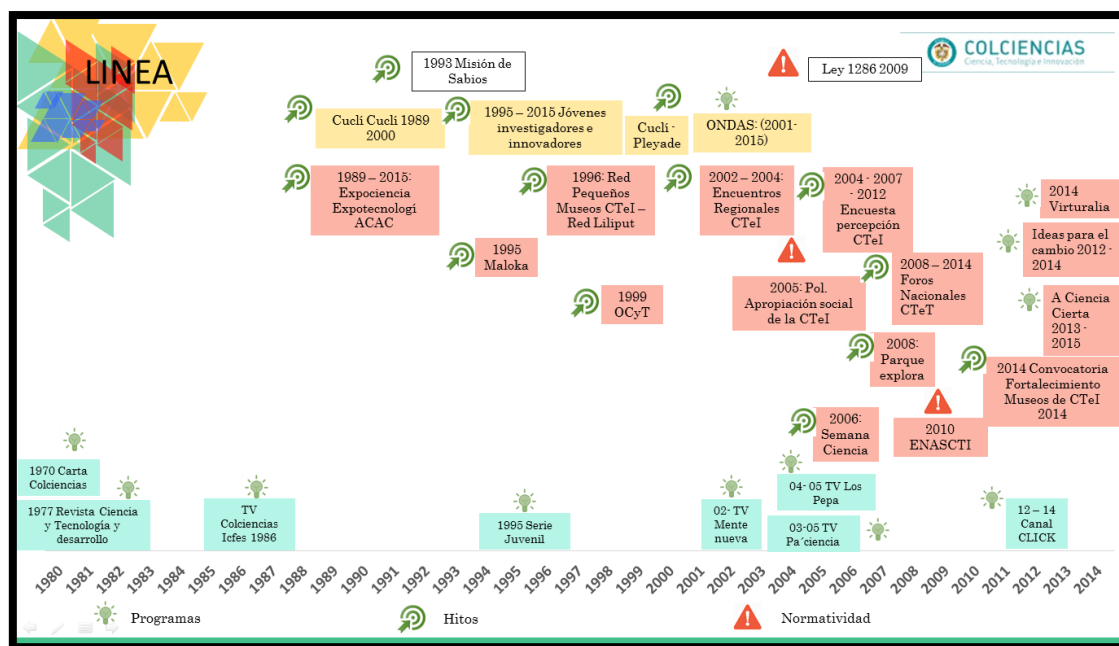 LINEA
COLCIENCIAS
Ciencia, Tecnología e Innovación
1993 Misión de
Sabios
Ley 1286 2009
Cucli Cucli 1989
2000
1995 – 2015 Jóvenes
investigadores e
innovadores
Cucli -
Pleyade
ONDAS: (2001-
2015)
1989 – 2015:
Expociencia
Expotecnologí
ACAC
1996: Red
Pequeños
Museos CTeI –
Red Liliput
2002 – 2004:
Encuentros
Regionales
CTeI
2004 - 2007
- 2012
Encuesta
percepción
CTeI
2014
Virturalia
Ideas para el
cambio 2012 -
2014
1995
Maloka
2008 – 2014
Foros
Nacionales
CTeT
1999
OCyT
2005: Pol.
Apropiación social
de la CTeI
A Ciencia
Cierta
2013 -
2015
2008:
Parque
explora
2014 Convocatoria
Fortalecimiento
Museos de CTeI
2014
2006:
Semana
Ciencia
2010
ENASCTI
1970 Carta
Colciencias
1977 Revista Ciencia
y Tecnología y
desarrollo
TV
Colciencias
Icfes 1986
1995 Serie
Juvenil
02- TV
Mente
nueva
04- 05 TV Los
Pepa
03-05 TV
Pa´ciencia
12 – 14
Canal
CLICK
1980 1981 1982 1983 1984 1985 1986 1987 1988 1989 1990 1991 1992 1993 1994 1995 1996 1997 1998 1999 2000 2001 2002 2003 2004 2005 2006 2007 2008 2009 2010 2011 2012 2013 2014
Programas
Hitos
Normatividad